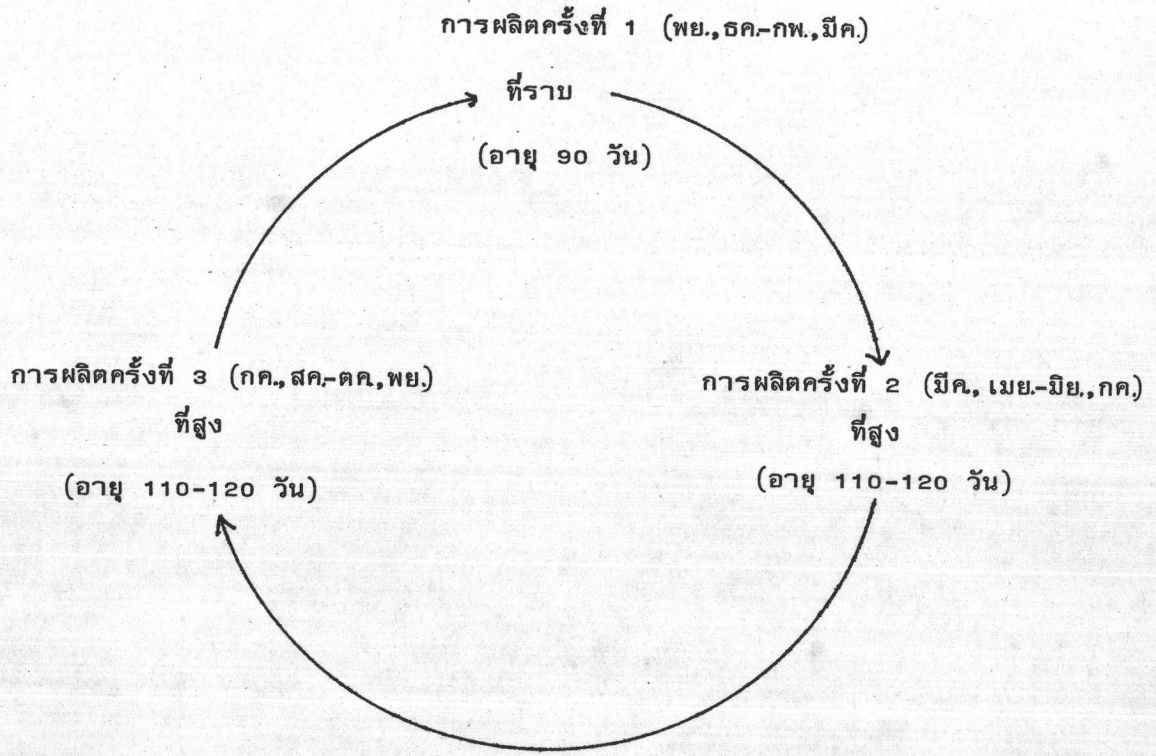 การผลิตครั้งที่ 1 (พย.,ธค.-กพ.,มีค.)
ที่ราบ
(อายุ 90 วัน)
การผลิตครั้งที่ 2 (มีค., เมย.-มิย.,กค.)
ที่สูง
(อายุ 110-120 วัน)
การผลิตครั้งที่ 3 (กค.,สค.-ตค.,พย.)
ที่สูง
(อายุ 110-120 วัน)